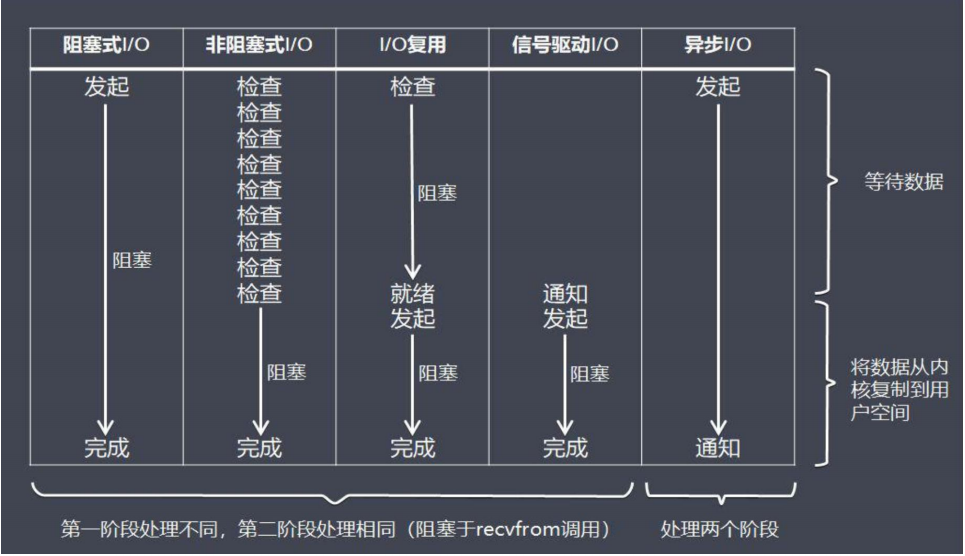 阻塞式I/O 非阻塞式I/O I/O复用 信号驱动I/O 异步I/O
发起 检查 检查 发起
检查
检查
检查
检查 阻塞 等待数据
检查
检查
阻塞 检查
检查 就绪 通知
发起 发起
阻塞 阻塞 阻塞 将数据从内
核复制到用
户空间
完成 完成 完成 完成 通知
第一阶段处理不同，第二阶段处理相同（阻塞于recvfrom调用） 处理两个阶段